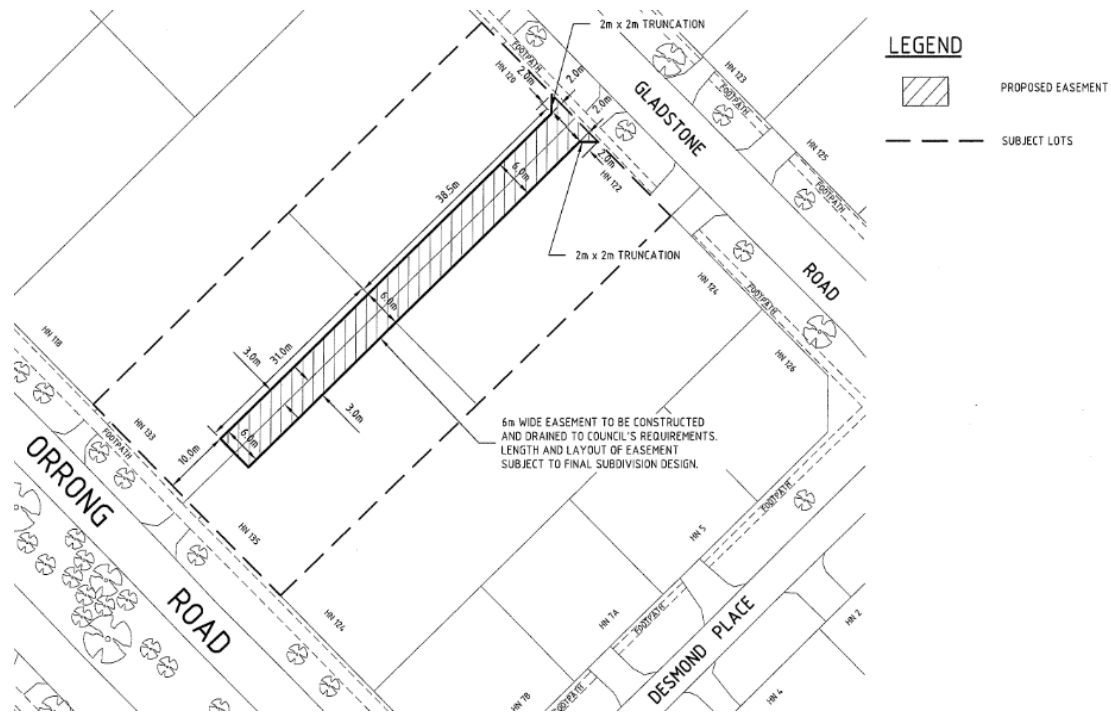 2m x 2m TRUNCATION
LEGEND
PROPOSED EASEMENT
SUBJECT LOTS
FOOTPATH
HN 120
2.0m
2.0m
2.0m
2.0m
GLADSTONE
ROAD
HN 123
FOOTPATH
HN 125
FOOTPATH
HN 122
6.0m
38.5m
2m x 2m TRUNCATION
HN 124
FOOTPATH
HN 126
HN 118
6.0m
31.0m
3.0m
3.0m
6.0m
10.0m
HN 133
FOOTPATH
6m WIDE EASEMENT TO BE CONSTRUCTED
AND DRAINED TO COUNCIL'S REQUIREMENTS.
LENGTH AND LAYOUT OF EASEMENT
SUBJECT TO FINAL SUBDIVISION DESIGN.
ORRONG
ROAD
HN 135
HN 124
HN 5
FOOTPATH
HN 7A
FOOTPATH
HN 7B
DESMOND PLACE
HN 2
HN 4